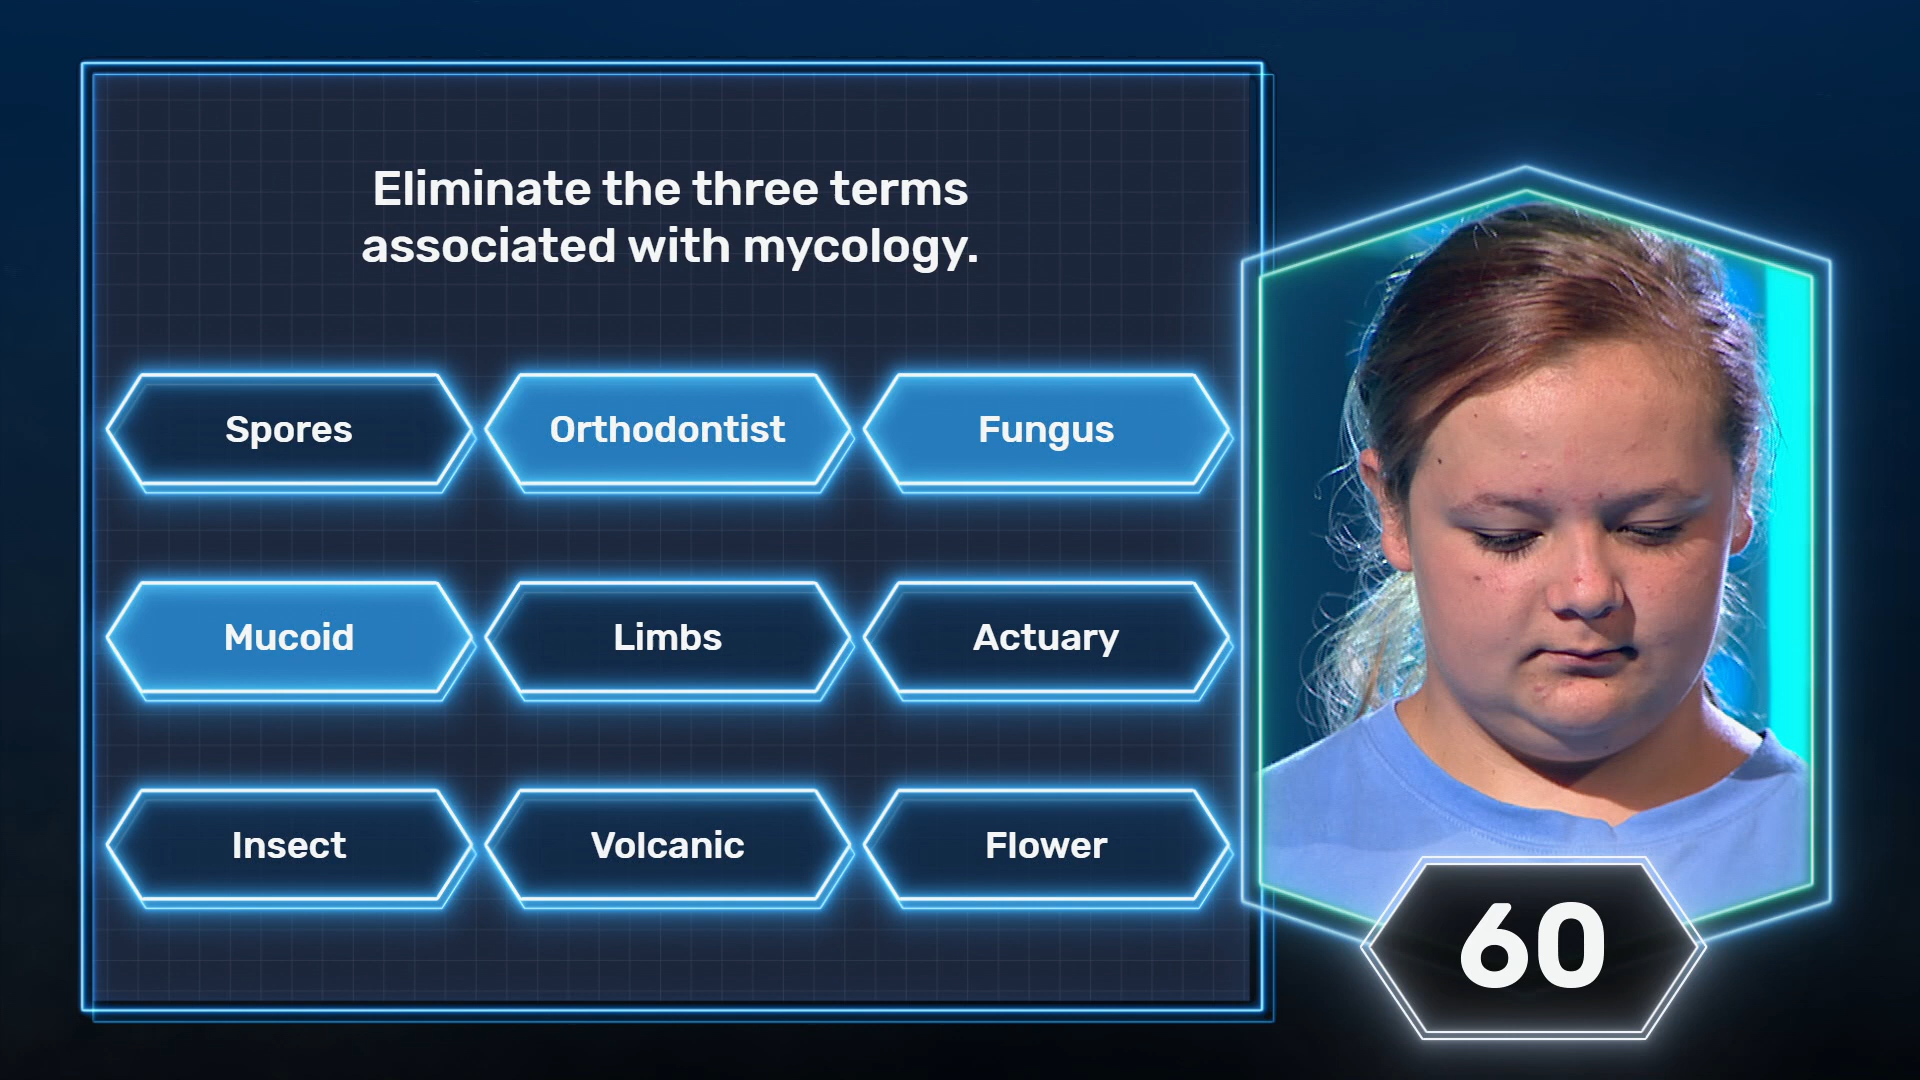 Eliminate the three terms
associated with mycology.
Spores
Orthodontist
Fungus
Mucoid
Limbs
Actuary
Insect
Volcanic
Flower
60